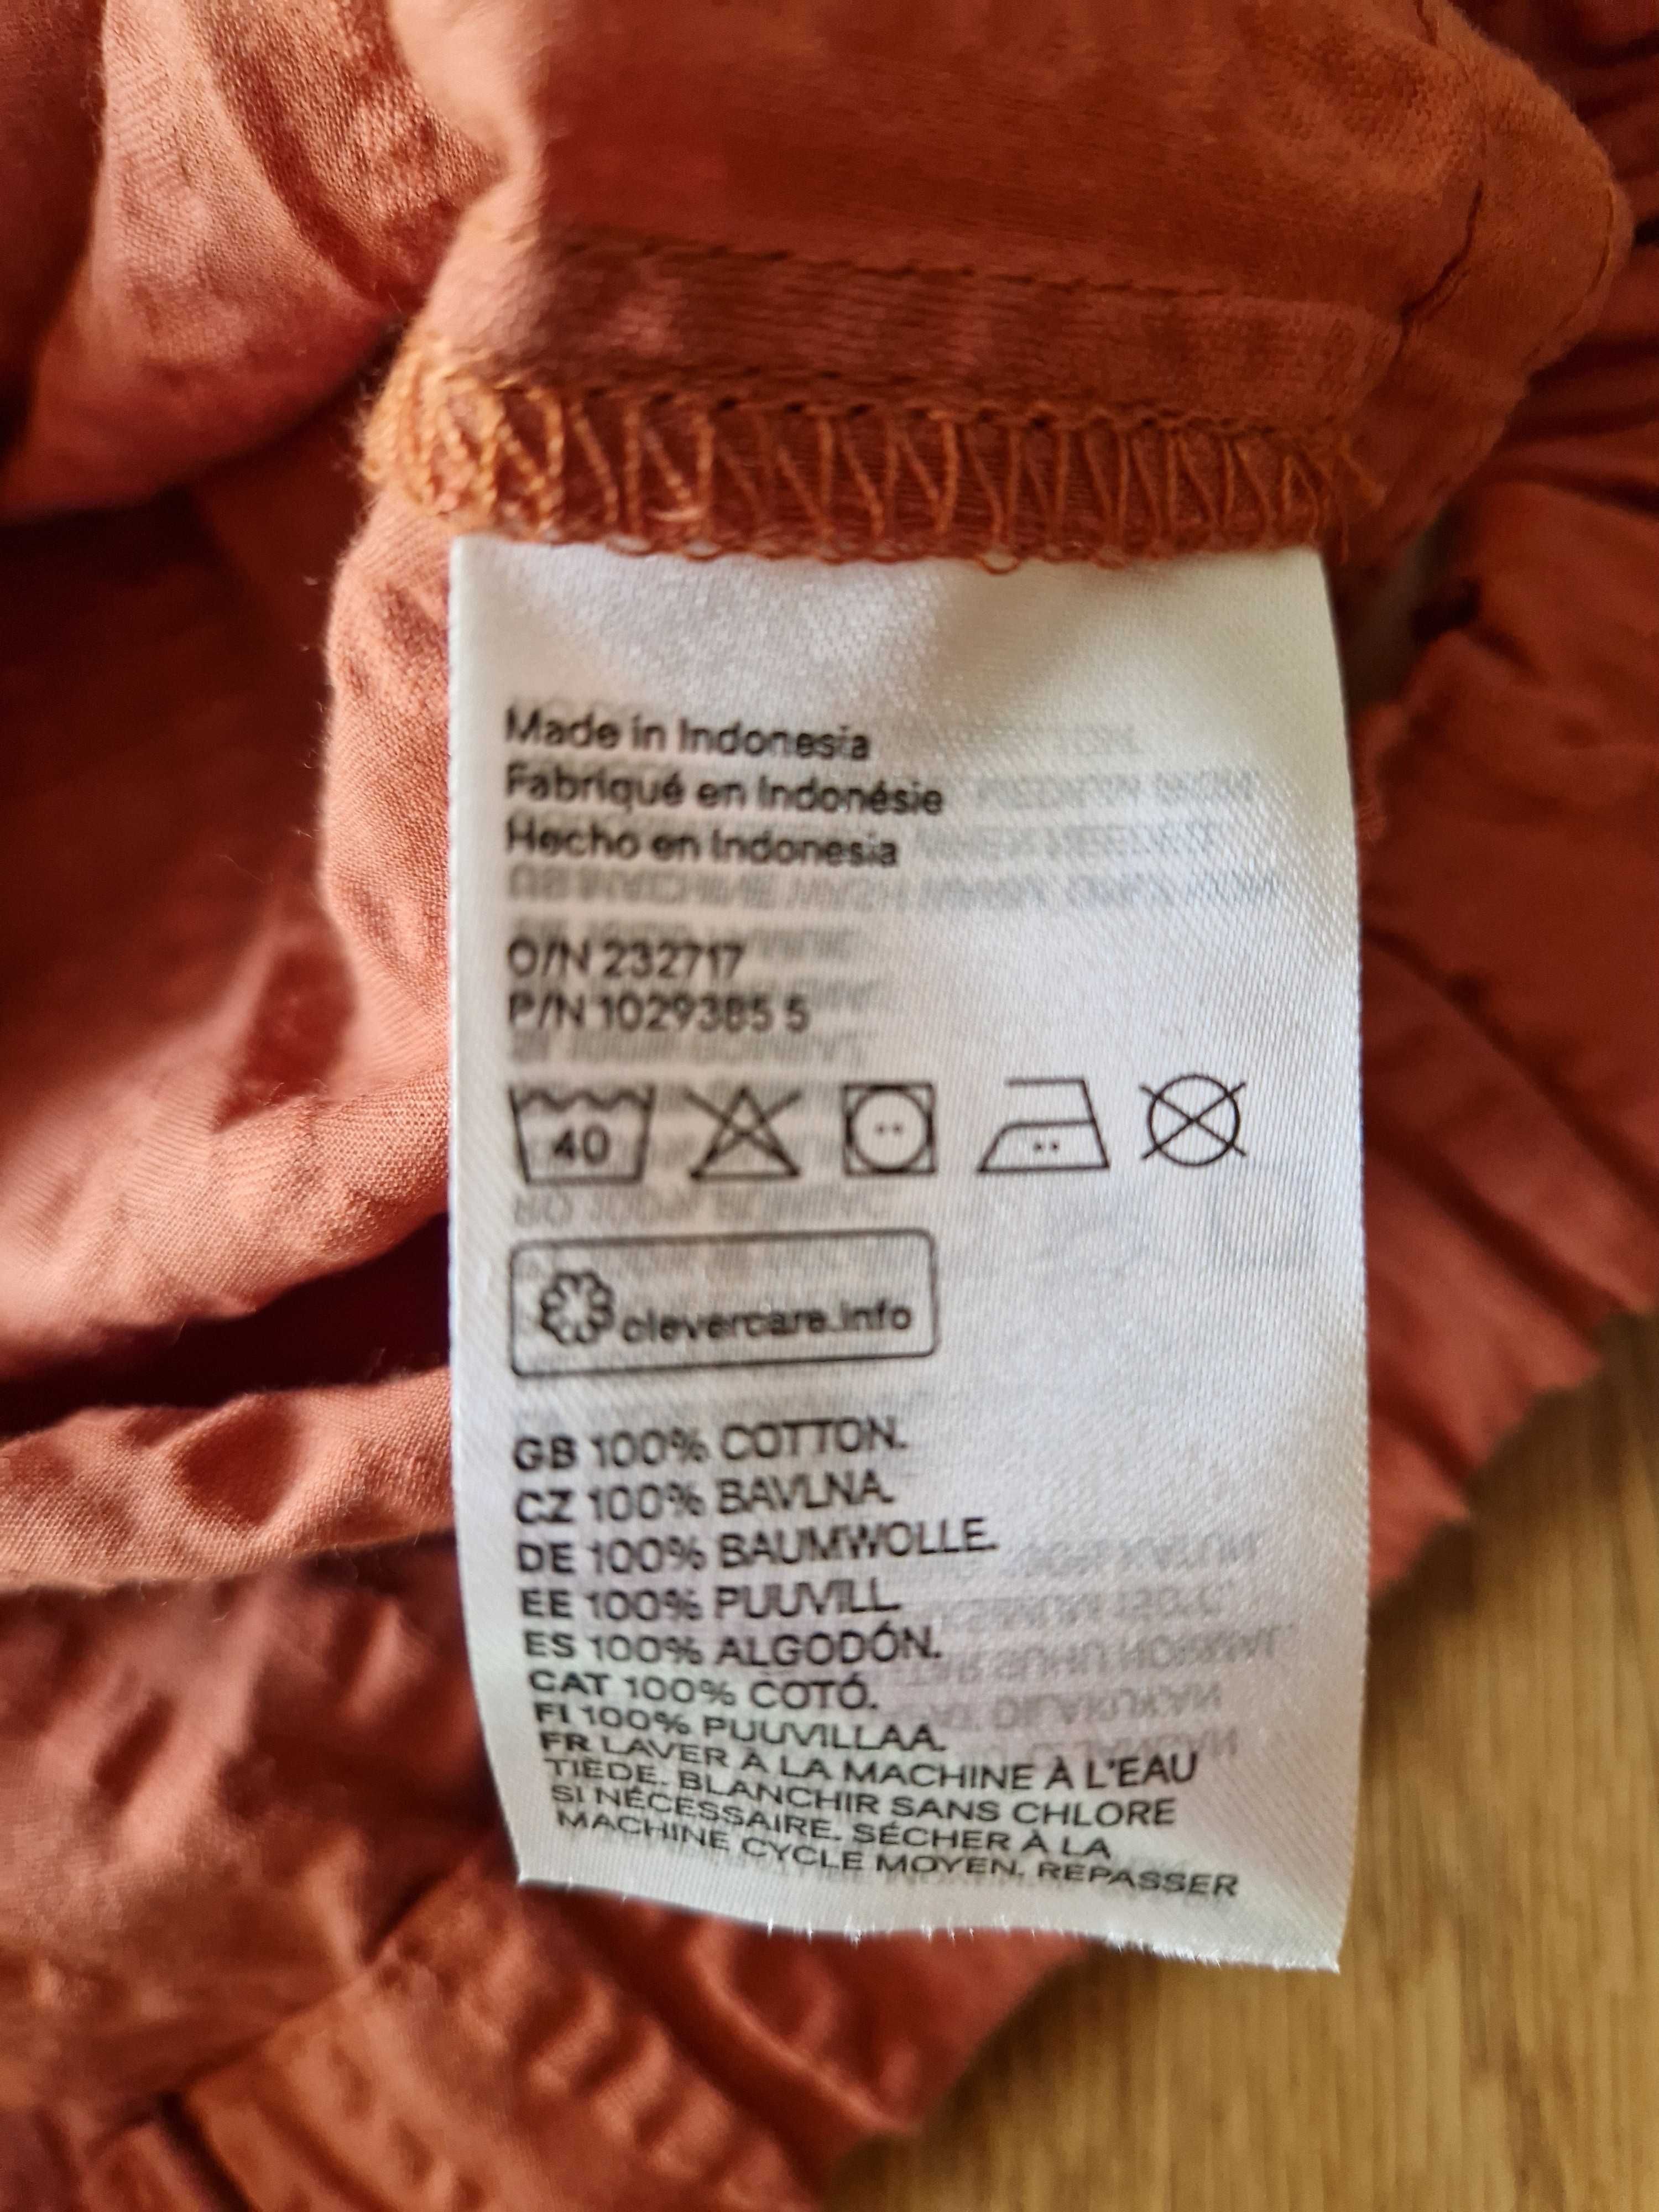 Made in Indonesia
Fabriqué en Indonésie
Hecho en Indonesia
O/N 232717
P/N 1029385 5
40
clevercare.info
GB 100% COTTON.
CZ 100% BAVLNA.
DE 100% BAUMWOLLE.
EE 100% PUUVILL.
ES 100% ALGODÓN.
CAT 100% COTÓ.
FI 100% PUUVILLAA.
FR LAVER À LA MACHINE À L'EAU
TIÈDE. BLANCHIR SANS CHLORE
SI NÉCESSAIRE. SÉCHER À LA
MACHINE CYCLE MOYEN. REPASSER